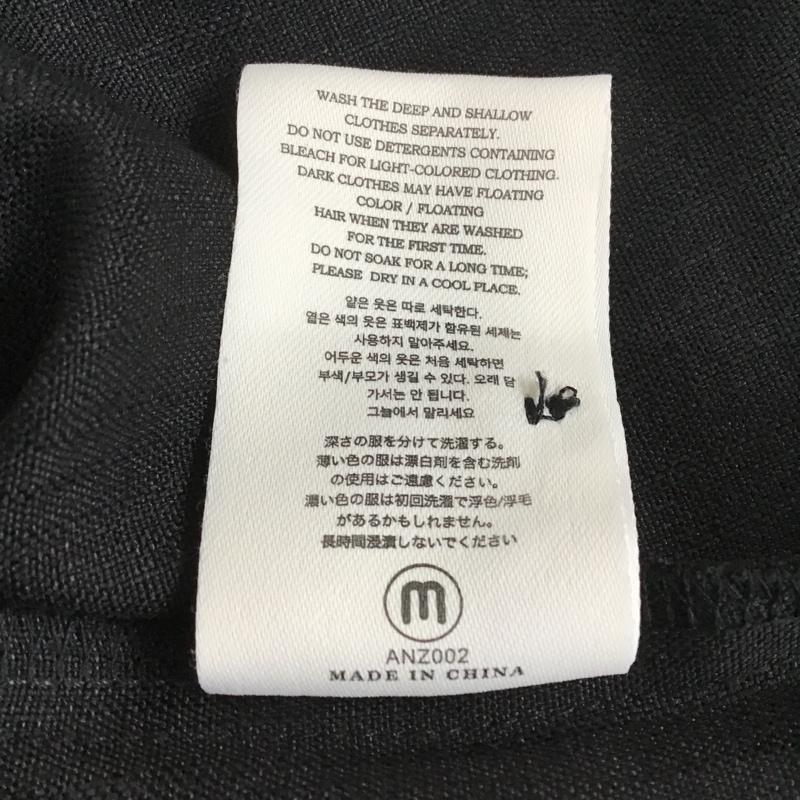 WASH THE DEEP AND SHALLOW
CLOTHES SEPARATELY.
DO NOT USE DETERGENTS CONTAINING
BLEACH FOR LIGHT-COLORED CLOTHING.
DARK CLOTHES MAY HAVE FLOATING
COLOR / FLOATING
HAIR WHEN THEY ARE WASHED
FOR THE FIRST TIME.
DO NOT SOAK FOR A LONG TIME;
PLEASE DRY IN A COOL PLACE.
얕은 옷은 따로 세탁한다.
옅은 색의 옷은 표백제가 함유된 세제는
사용하지 말아주세요.
어두운 색의 옷은 처음 세탁하면
부색/부모가 생길 수 있다. 오래 담
가서는 안 됩니다.
그늘에서 말리세요
深さの服を分けて洗濯する。
薄い色の服は漂白剤を含む洗剤
の使用はご遠慮ください。
濃い色の服は初回洗濯で浮色/浮毛
があるかもしれません。
長時間浸漬しないでください
m
ANZ002
MADE IN CHINA